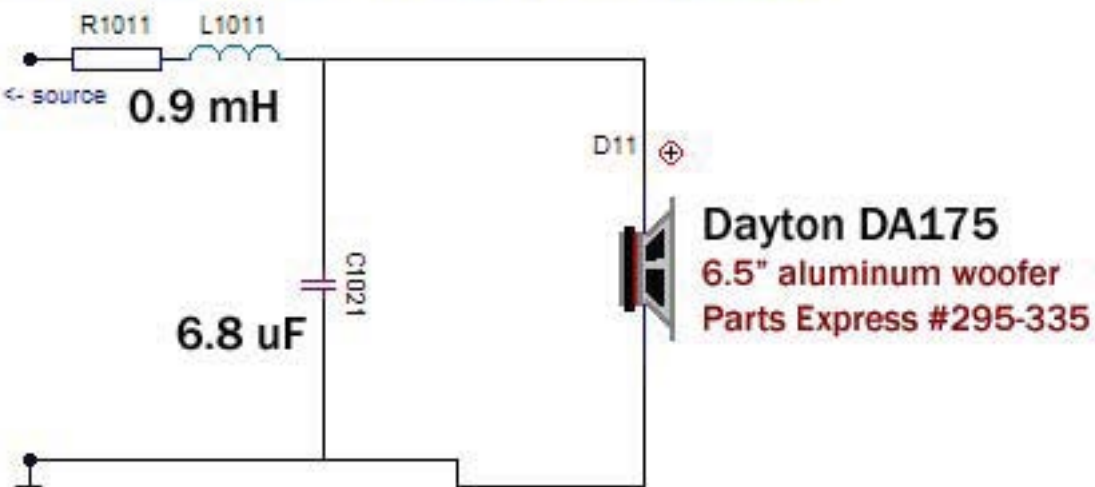 R1011 L1011
<- source 0.9 mH
D11
Dayton DA175
6.5" aluminum woofer
Parts Express #295-335
C1021
6.8 uF